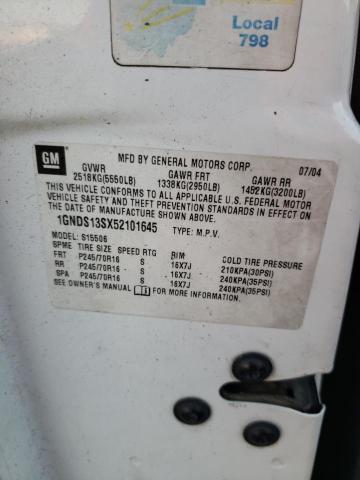 Local
798
GM
MFD BY GENERAL MOTORS CORP. 07/04
GVWR GAWR FRT GAWR RR
2518KG(5550LB) 1338KG(2950LB) 1452KG(3200LB)
THIS VEHICLE CONFORMS TO ALL APPLICABLE U.S. FEDERAL MOTOR
VEHICLE SAFETY, BUMPER, AND THEFT PREVENTION STANDARDS IN EFFECT
ON THE DATE OF MANUFACTURE SHOWN ABOVE.
1GNDS13SX52101645 TYPE: M.P.V.
MODEL: S15506
SPME TIRE SIZE SPEED RTG RIM COLD TIRE PRESSURE
FRT P245/70R16 S 16X7J 210KPA(30PSI)
RR P245/70R16 S 16X7J 240KPA(35PSI)
SPA P245/70R16 S 16X7J 240KPA(35PSI)
SEE OWNER'S MANUAL FOR MORE INFORMATION